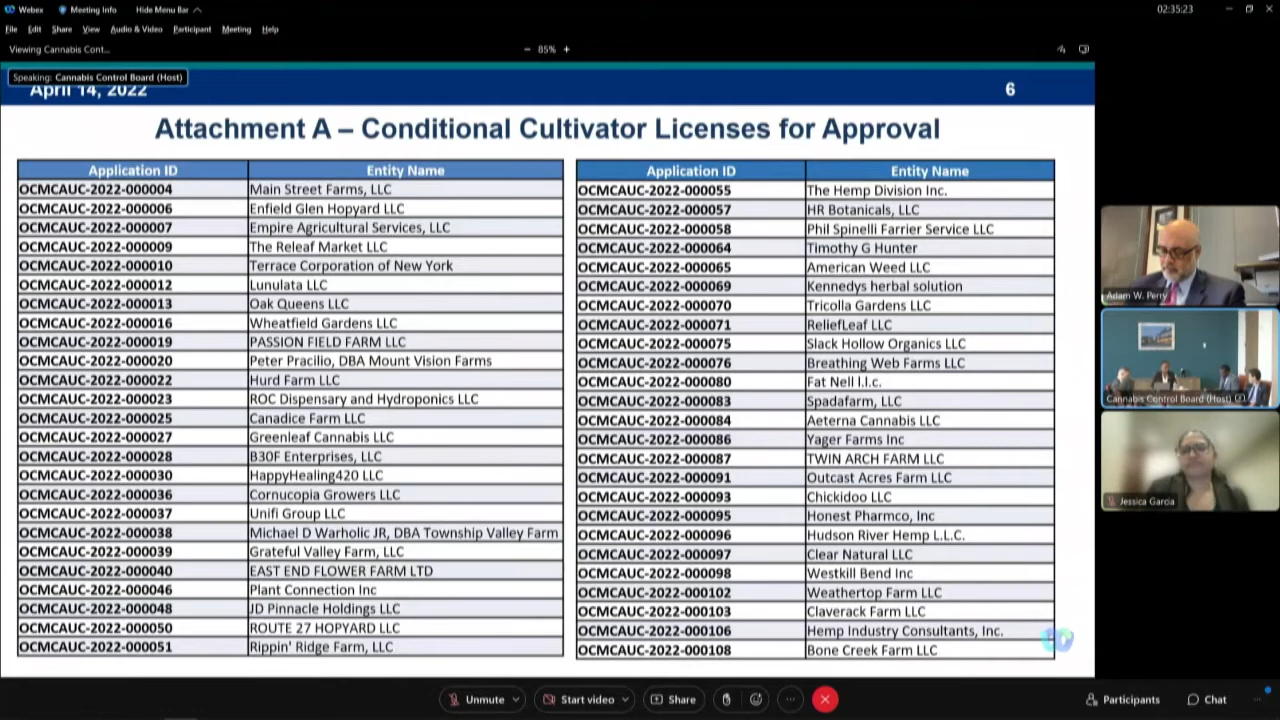 Webex Meeting Info Hide Menu Bar 02:35:23
File Edit Share View Audio & Video Participant Meeting Help
Viewing Cannabis Cont... 85%
Speaking: Cannabis Control Board (Host)
April 14, 2022 6
Attachment A – Conditional Cultivator Licenses for Approval
Application ID Entity Name
OCMCAUC-2022-000004 Main Street Farms, LLC
OCMCAUC-2022-000006 Enfield Glen Hopyard LLC
OCMCAUC-2022-000007 Empire Agricultural Services, LLC
OCMCAUC-2022-000009 The Releaf Market LLC
OCMCAUC-2022-000010 Terrace Corporation of New York
OCMCAUC-2022-000012 Lunulata LLC
OCMCAUC-2022-000013 Oak Queens LLC
OCMCAUC-2022-000016 Wheatfield Gardens LLC
OCMCAUC-2022-000019 PASSION FIELD FARM LLC
OCMCAUC-2022-000020 Peter Pracilio, DBA Mount Vision Farms
OCMCAUC-2022-000022 Hurd Farm LLC
OCMCAUC-2022-000023 ROC Dispensary and Hydroponics LLC
OCMCAUC-2022-000025 Canadice Farm LLC
OCMCAUC-2022-000027 Greenleaf Cannabis LLC
OCMCAUC-2022-000028 B30F Enterprises, LLC
OCMCAUC-2022-000030 HappyHealing420 LLC
OCMCAUC-2022-000036 Cornucopia Growers LLC
OCMCAUC-2022-000037 Unifi Group LLC
OCMCAUC-2022-000038 Michael D Warholic JR, DBA Township Valley Farm
OCMCAUC-2022-000039 Grateful Valley Farm, LLC
OCMCAUC-2022-000040 EAST END FLOWER FARM LTD
OCMCAUC-2022-000046 Plant Connection Inc
OCMCAUC-2022-000048 JD Pinnacle Holdings LLC
OCMCAUC-2022-000050 ROUTE 27 HOPYARD LLC
OCMCAUC-2022-000051 Rippin' Ridge Farm, LLC
Application ID Entity Name
OCMCAUC-2022-000055 The Hemp Division Inc.
OCMCAUC-2022-000057 HR Botanicals, LLC
OCMCAUC-2022-000058 Phil Spinelli Farrier Service LLC
OCMCAUC-2022-000064 Timothy G Hunter
OCMCAUC-2022-000065 American Weed LLC
OCMCAUC-2022-000069 Kennedys herbal solution
OCMCAUC-2022-000070 Tricolla Gardens LLC
OCMCAUC-2022-000071 ReliefLeaf LLC
OCMCAUC-2022-000075 Slack Hollow Organics LLC
OCMCAUC-2022-000076 Breathing Web Farms LLC
OCMCAUC-2022-000080 Fat Nell l.l.c.
OCMCAUC-2022-000083 Spadafarm, LLC
OCMCAUC-2022-000084 Aeterna Cannabis LLC
OCMCAUC-2022-000086 Yager Farms Inc
OCMCAUC-2022-000087 TWIN ARCH FARM LLC
OCMCAUC-2022-000091 Outcast Acres Farm LLC
OCMCAUC-2022-000093 Chickidoo LLC
OCMCAUC-2022-000095 Honest Pharmco, Inc
OCMCAUC-2022-000096 Hudson River Hemp L.L.C.
OCMCAUC-2022-000097 Clear Natural LLC
OCMCAUC-2022-000098 Westkill Bend Inc
OCMCAUC-2022-000102 Weathertop Farm LLC
OCMCAUC-2022-000103 Claverack Farm LLC
OCMCAUC-2022-000106 Hemp Industry Consultants, Inc.
OCMCAUC-2022-000108 Bone Creek Farm LLC
Adam W. Perry
Cannabis Control Board (Host)
Jessica Garcia
Unmute Start video Share Participants Chat